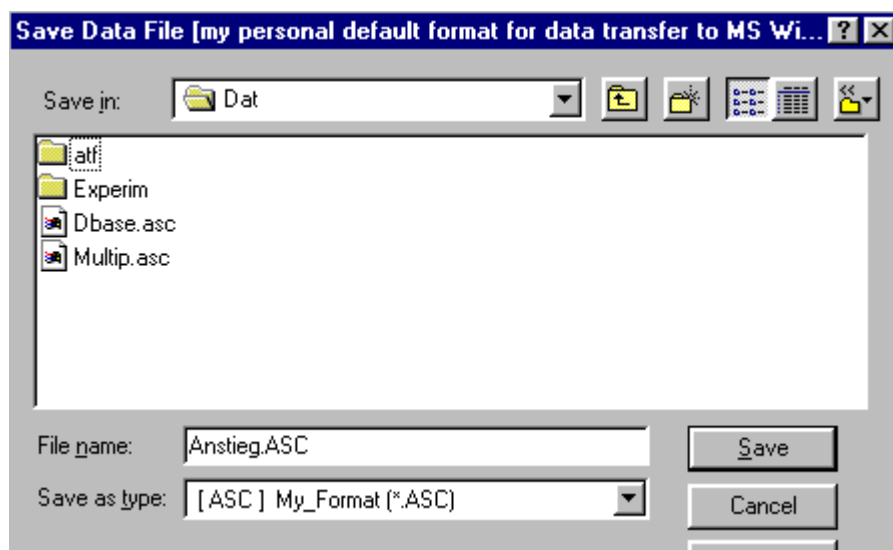 Save Data File [my personal default format for data transfer to MS Wi...
Save in: Dat
atf
Experim
Dbase.asc
Multip.asc
File name: Anstieg.ASC Save
Save as type: [ ASC ] My_Format (*.ASC) Cancel